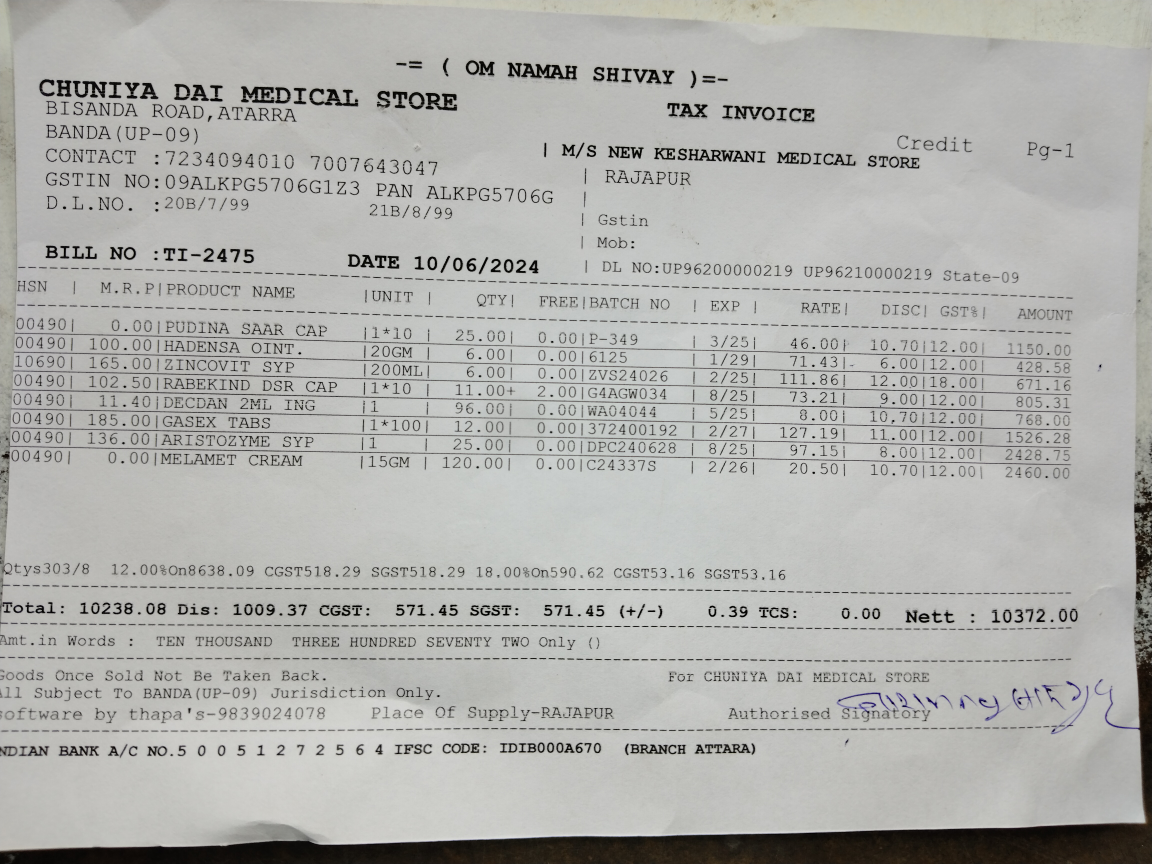 -= ( OM NAMAH SHIVAY )=-
CHUNIYA DAI MEDICAL STORE
TAX INVOICE
BISANDA ROAD,ATARRA
BANDA(UP-09)
Credit Pg-1
CONTACT :7234094010 7007643047
| M/S NEW KESHARWANI MEDICAL STORE
GSTIN NO:09ALKPG5706G1Z3 PAN ALKPG5706G
| RAJAPUR
D.L.NO. :20B/7/99 21B/8/99
|
| Gstin
| Mob:
BILL NO :TI-2475 DATE 10/06/2024 | DL NO:UP96200000219 UP96210000219 State-09
HSN | M.R.P|PRODUCT NAME |UNIT | QTY| FREE|BATCH NO | EXP | RATE| DISC| GST%| AMOUNT
00490| 0.00|PUDINA SAAR CAP |1*10 | 25.00| 0.00|P-349 | 3/25| 46.00| 10.70|12.00| 1150.00
00490| 100.00|HADENSA OINT. |20GM | 6.00| 0.00|6125 | 1/29| 71.43| 6.00|12.00| 428.58
10690| 165.00|ZINCOVIT SYP |200ML| 6.00| 0.00|ZVS24026 | 2/25| 111.86| 12.00|18.00| 671.16
00490| 102.50|RABEKIND DSR CAP |1*10 | 11.00+ 2.00|G4AGW034 | 8/25| 73.21| 9.00|12.00| 805.31
00490| 11.40|DECDAN 2ML ING |1 | 96.00| 0.00|WA04044 | 5/25| 8.00| 10.70|12.00| 768.00
00490| 185.00|GASEX TABS |1*100| 12.00| 0.00|372400192 | 2/27| 127.19| 11.00|12.00| 1526.28
00490| 136.00|ARISTOZYME SYP |1 | 25.00| 0.00|DPC240628 | 8/25| 97.15| 8.00|12.00| 2428.75
00490| 0.00|MELAMET CREAM |15GM | 120.00| 0.00|C24337S | 2/26| 20.50| 10.70|12.00| 2460.00
Qtys303/8 12.00%On8638.09 CGST518.29 SGST518.29 18.00%On590.62 CGST53.16 SGST53.16
Total: 10238.08 Dis: 1009.37 CGST: 571.45 SGST: 571.45 (+/-) 0.39 TCS: 0.00 Nett : 10372.00
Amt.in Words : TEN THOUSAND THREE HUNDRED SEVENTY TWO Only ()
Goods Once Sold Not Be Taken Back. For CHUNIYA DAI MEDICAL STORE
All Subject To BANDA(UP-09) Jurisdiction Only.
software by thapa's-9839024078 Place Of Supply-RAJAPUR Authorised Signatory
NDIAN BANK A/C NO.5 0 0 5 1 2 7 2 5 6 4 IFSC CODE: IDIB000A670 (BRANCH ATTARA)